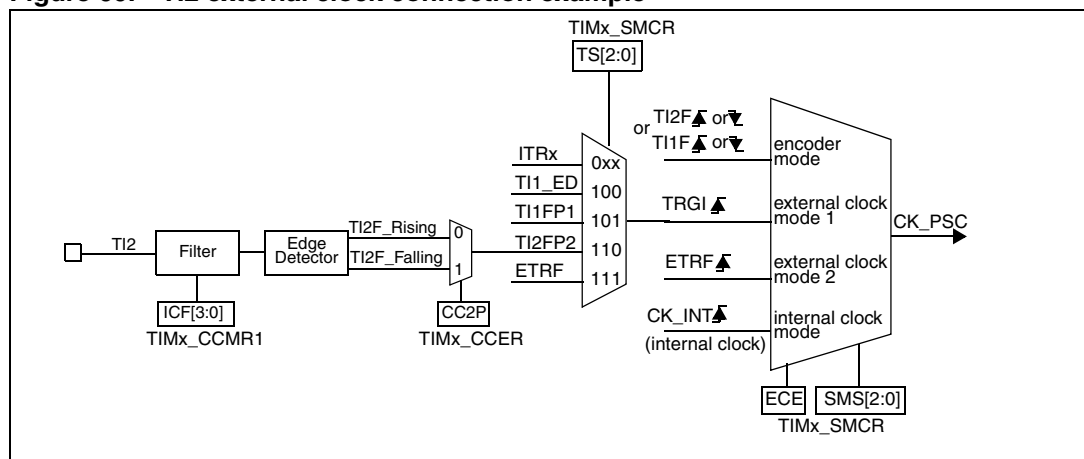 Figure TI2 external clock connection example
TIMx_SMCR
TS[2:0]
or TI2F or
TI1F or
encoder
mode
ITRx
0xx
TI1_ED
100
TI1FP1
101
TRGI
external clock
mode 1
CK_PSC
TI2
Filter
Edge
Detector
TI2F_Rising
TI2F_Falling
0
1
TI2FP2
110
ETRF
111
ETRF
external clock
mode 2
ICF[3:0]
TIMx_CCMR1
CC2P
TIMx_CCER
CK_INT
(internal clock)
internal clock
mode
ECE
SMS[2:0]
TIMx_SMCR